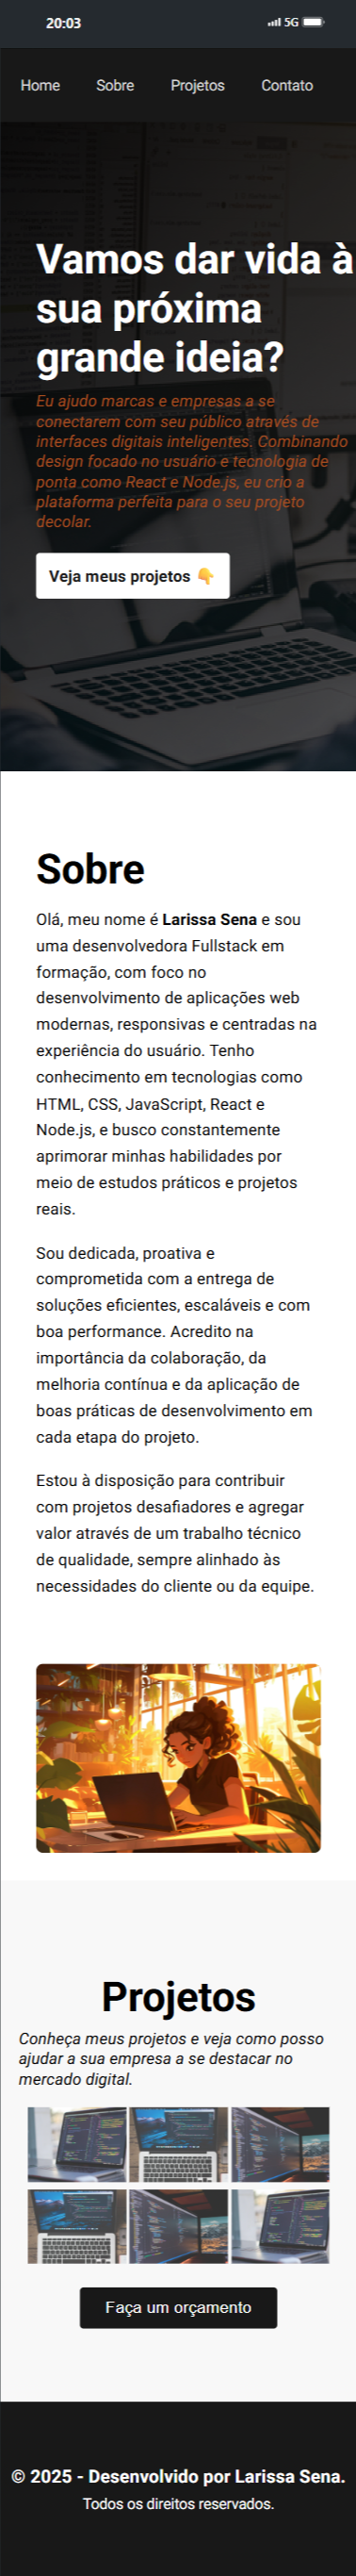 20:03 5G
Home Sobre Projetos Contato
Vamos dar vida à
sua próxima
grande ideia?
Eu ajudo marcas e empresas a se
conectarem com seu público através de
interfaces digitais inteligentes. Combinando
design focado no usuário e tecnologia de
ponta como React e Node.js, eu crio a
plataforma perfeita para o seu projeto
decolar.
Veja meus projetos 👇
Sobre
Olá, meu nome é Larissa Sena e sou
uma desenvolvedora Fullstack em
formação, com foco no
desenvolvimento de aplicações web
modernas, responsivas e centradas na
experiência do usuário. Tenho
conhecimento em tecnologias como
HTML, CSS, JavaScript, React e
Node.js, e busco constantemente
aprimorar minhas habilidades por
meio de estudos práticos e projetos
reais.
Sou dedicada, proativa e
comprometida com a entrega de
soluções eficientes, escaláveis e com
boa performance. Acredito na
importância da colaboração, da
melhoria contínua e da aplicação de
boas práticas de desenvolvimento em
cada etapa do projeto.
Estou à disposição para contribuir
com projetos desafiadores e agregar
valor através de um trabalho técnico
de qualidade, sempre alinhado às
necessidades do cliente ou da equipe.
Projetos
Conheça meus projetos e veja como posso
ajudar a sua empresa a se destacar no
mercado digital.
Faça um orçamento
© 2025 - Desenvolvido por Larissa Sena.
Todos os direitos reservados.